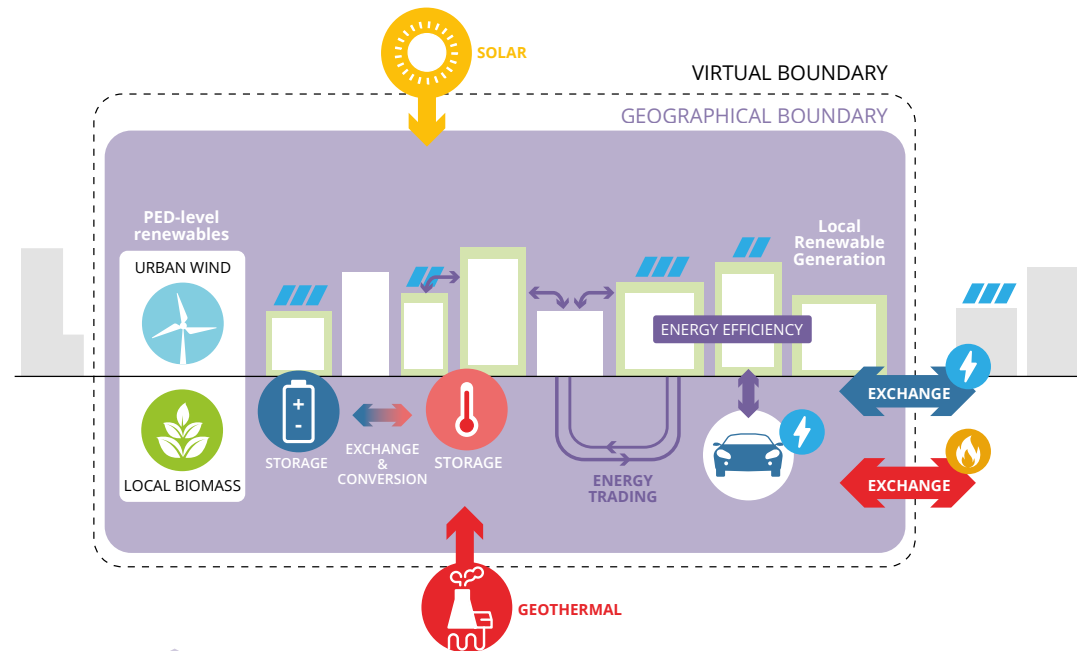 SOLAR
VIRTUAL BOUNDARY
GEOGRAPHICAL BOUNDARY
PED-level
renewables
URBAN WIND
LOCAL BIOMASS
Local
Renewable
Generation
ENERGY EFFICIENCY
+
-
STORAGE
EXCHANGE
&
CONVERSION
STORAGE
ENERGY
TRADING
EXCHANGE
EXCHANGE
GEOTHERMAL